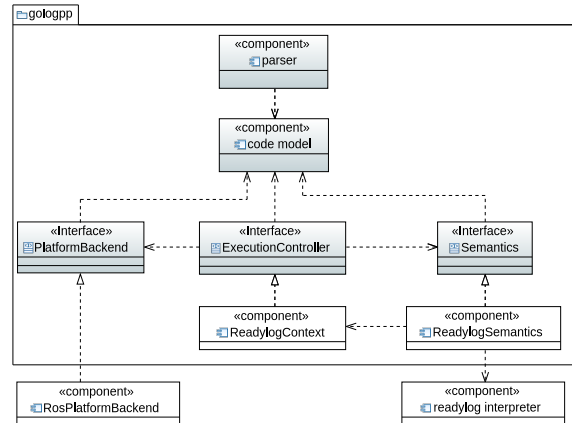 gologpp
«component»
parser
«component»
code model
«Interface»
PlatformBackend
«Interface»
ExecutionController
«Interface»
Semantics
«component»
ReadylogContext
«component»
ReadylogSemantics
«component»
RosPlatformBackend
«component»
readylog interpreter